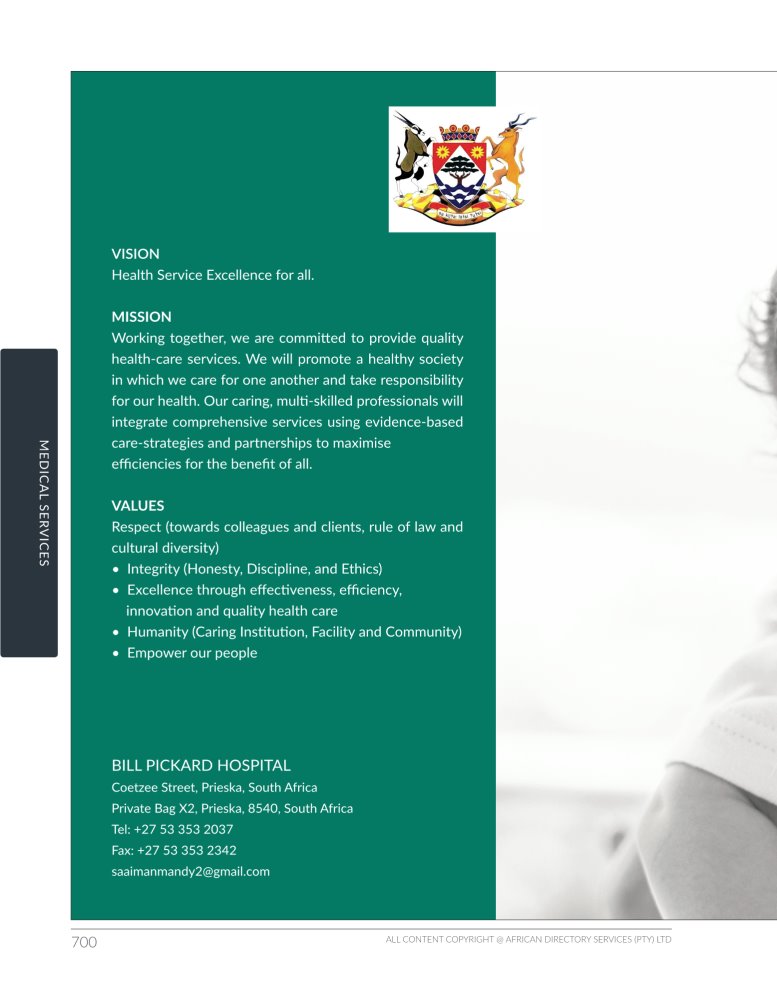 VISION
Health Service Excellence for all.
MISSION
Working together, we are committed to provide quality
health-care services. We will promote a healthy society
in which we care for one another and take responsibility
for our health. Our caring, multi-skilled professionals will
integrate comprehensive services using evidence-based
care-strategies and partnerships to maximise
efficiencies for the benefit of all.
VALUES
Respect (towards colleagues and clients, rule of law and
cultural diversity)
• Integrity (Honesty, Discipline, and Ethics)
• Excellence through effectiveness, efficiency,
innovation and quality health care
• Humanity (Caring Institution, Facility and Community)
• Empower our people
MEDICAL SERVICES
BILL PICKARD HOSPITAL
Coetzee Street, Prieska, South Africa
Private Bag X2, Prieska, 8540, South Africa
Tel: +27 53 353 2037
Fax: +27 53 353 2342
saaimanmandy2@gmail.com
700
ALL CONTENT COPYRIGHT @ AFRICAN DIRECTORY SERVICES (PTY) LTD